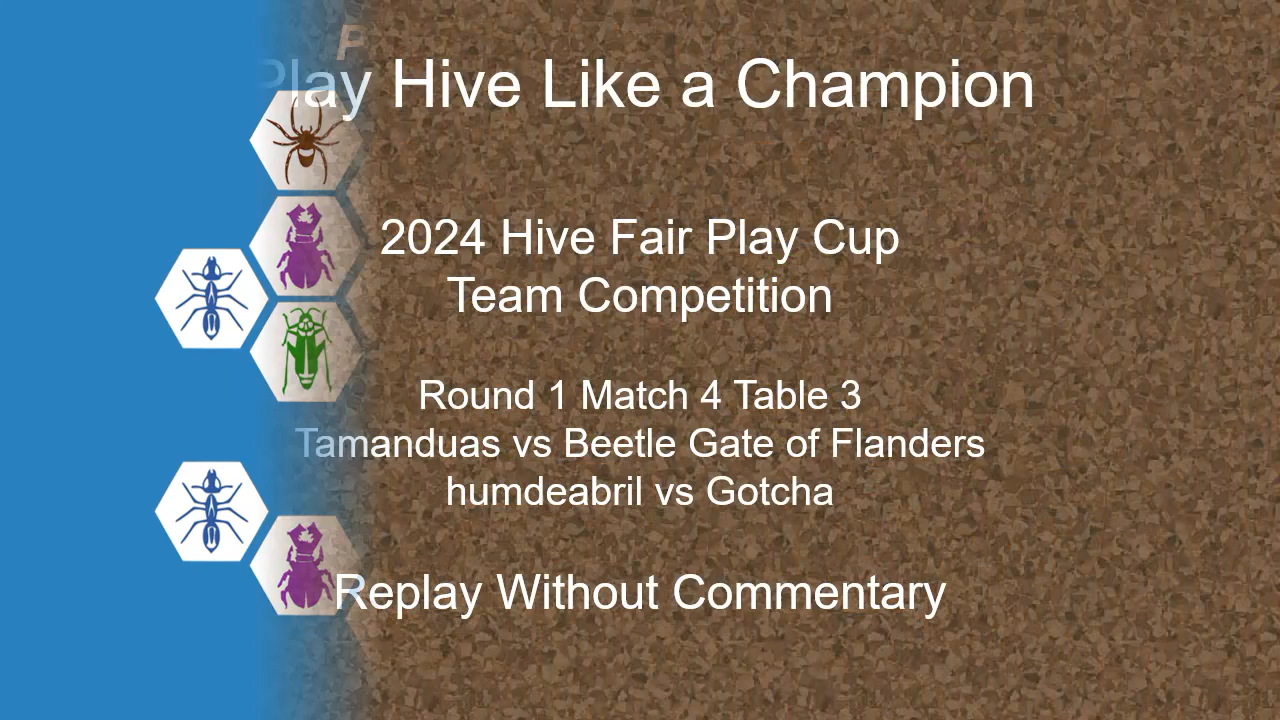 P
Play Hive Like a Champion
2024 Hive Fair Play Cup
Team Competition
Round 1 Match 4 Table 3
Tamanduas vs Beetle Gate of Flanders
humdeabril vs Gotcha
Replay Without Commentary